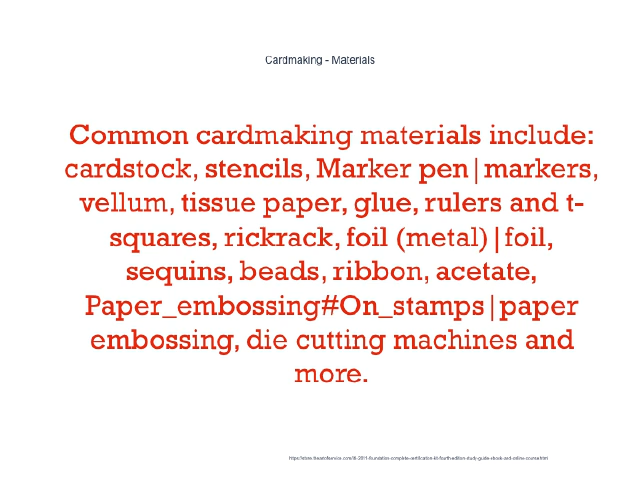 Cardmaking - Materials
Common cardmaking materials include:
cardstock, stencils, Marker pen|markers,
vellum, tissue paper, glue, rulers and t-
squares, rickrack, foil (metal)|foil,
sequins, beads, ribbon, acetate,
Paper_embossing#On_stamps|paper
embossing, die cutting machines and
more.